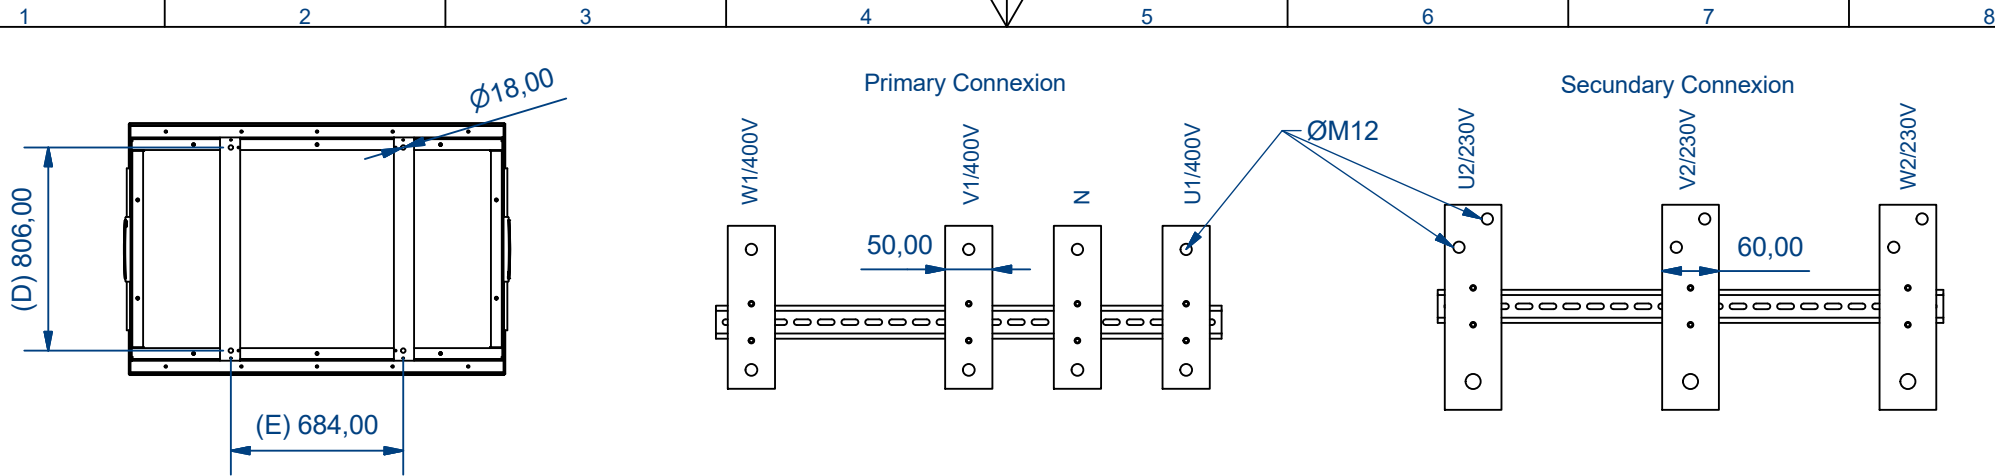 1 2 3 4 5 6 7 8
Primary Connexion
Secundary Connexion
Ø18,00
(D) 806,00
(E) 684,00
W1/400V
V1/400V
N
U1/400V
50,00
ØM12
U2/230V
V2/230V
W2/230V
60,00